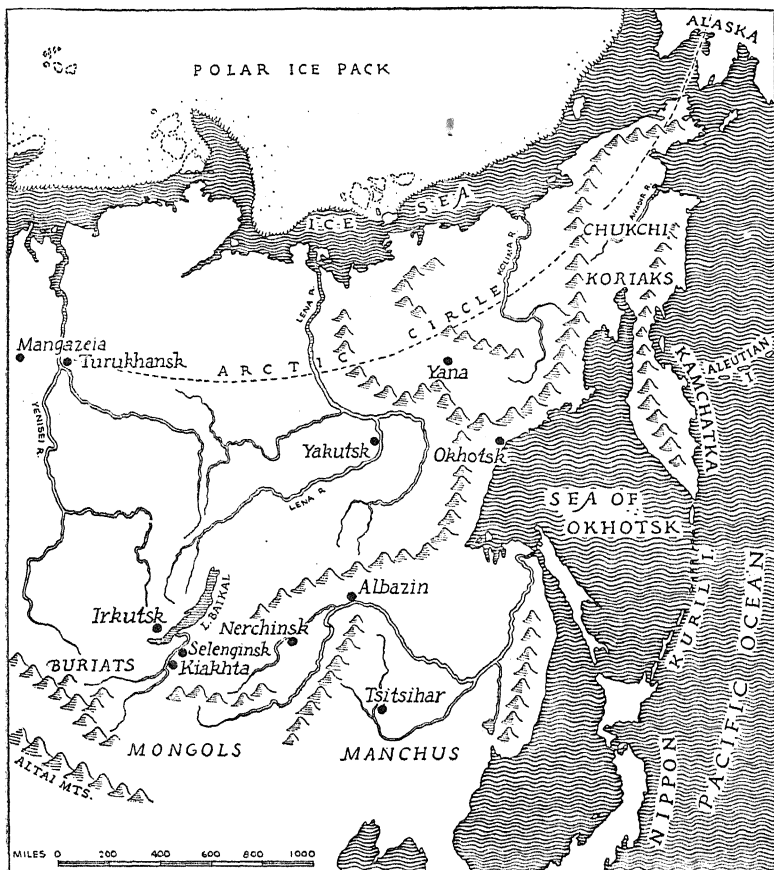 ALASKA
POLAR ICE PACK
ICE SEA
KOLIMA R.
ANADIR R.
CHUKCHI
KORIAKS
LENA R.
ARCTIC CIRCLE
Mangazeia
Turukhansk
Yana
ALEUTIAN I.
KAMCHATKA
YENISEI R.
Yakutsk
Okhotsk
LENA R.
SEA OF
OKHOTSK
L. BAIKAL
Albazin
Irkutsk
Nerchinsk
KURIL I.
PACIFIC OCEAN
Selenginsk
BURIATS
Kiakhta
Tsitsihar
MONGOLS
MANCHUS
ALTAI MTS.
NIPPON
MILES 0 200 400 600 800 1000